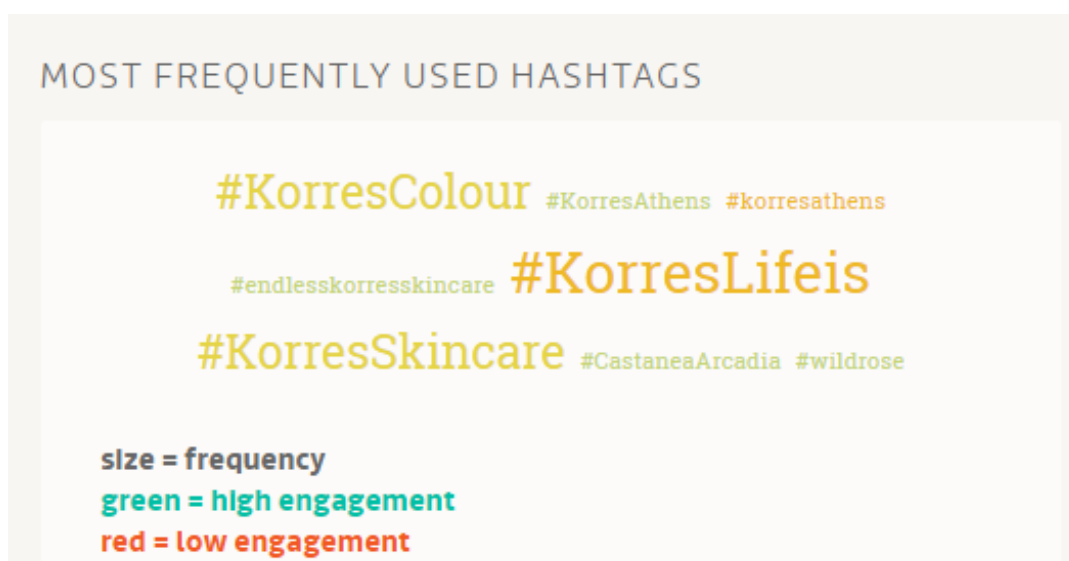 MOST FREQUENTLY USED HASHTAGS
#KorresColour #KorresAthens #korresathens
#endlesskorresskincare #KorresLifeis
#KorresSkincare #CastaneaArcadia #wildrose
size = frequency
green = high engagement
red = low engagement